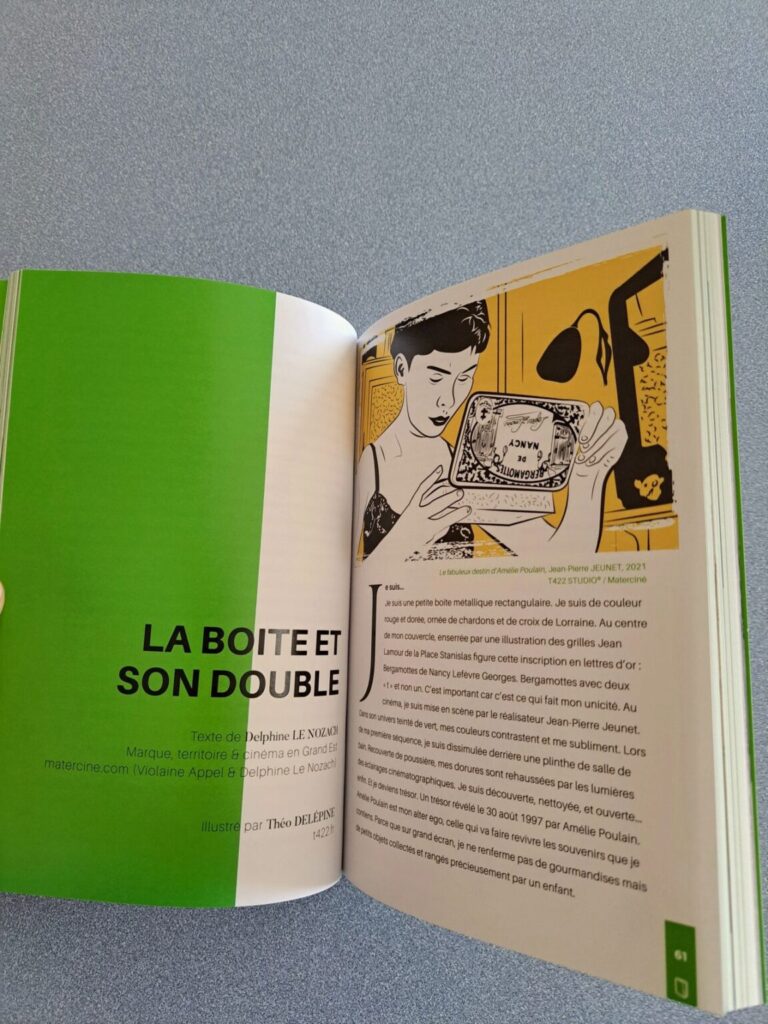 LA BOITE ET
SON DOUBLE
Texte de Delphine LE NOZACH
Marque, territoire & cinéma en Grand Est
matercine.com (Violaine Appel & Delphine Le Nozach)
Illustré par Théo DELÉPINE
t422.fr
BERGAMOTTES
DE
NANCY
Le fabuleux destin d'Amélie Poulain, Jean-Pierre JEUNET, 2021
T422 STUDIO® / Materciné
Je suis...
Je suis une petite boite métallique rectangulaire. Je suis de couleur
rouge et dorée, ornée de chardons et de croix de Lorraine. Au centre
de mon couvercle, enserrée par une illustration des grilles Jean
Lamour de la Place Stanislas figure cette inscription en lettres d'or :
Bergamotes de Nancy Lefèvre Georges. Bergamottes avec deux
« t » et non un. C'est important car c'est ce qui fait mon unicité. Au
cinéma, je suis mise en scène par le réalisateur Jean-Pierre Jeunet.
Dans son univers teinté de vert, mes couleurs contrastent et me subliment. Lors
de ma première séquence, je suis dissimulée derrière une plinthe de salle de
bain. Recouverte de poussière, mes dorures sont rehaussées par les lumières
des éclairages cinématographiques. Je suis découverte, nettoyée, et ouverte...
enfin. Et je deviens trésor. Un trésor révélé le 30 août 1997 par Amélie Poulain.
Amélie Poulain est mon alter ego, celle qui va faire revivre les souvenirs que je
contiens. Parce que sur grand écran, je ne renferme pas de gourmandises mais
de petits objets collectés et rangés précieusement par un enfant.
61